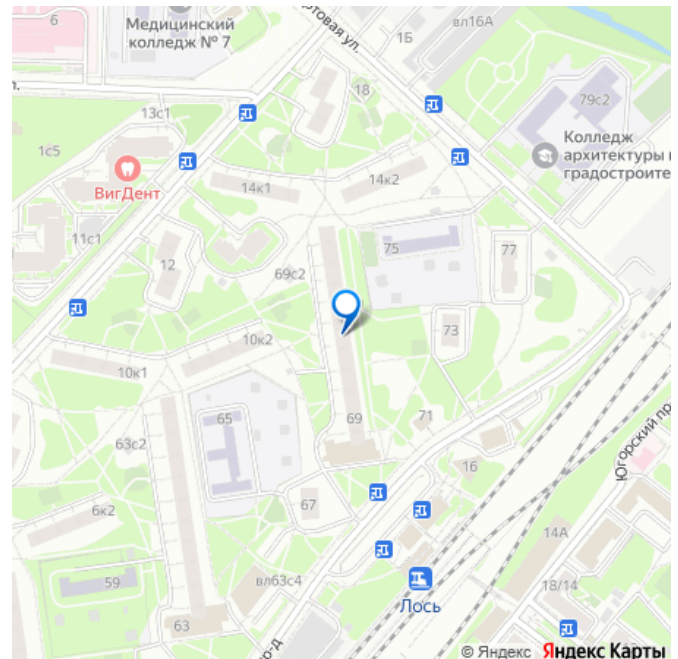 6
Медицинский
колледж № 7
ртовая ул.
1Б
вл16А
л.
13с1
18
79с2
1с5
ВигДент
14к1
14к2
Колледж
архитектуры и
градостроите
11с1
12
69с2
75
77
10к2
73
10к1
65
69
71
63с2
67
16
Югорский пр
6к2
14А
59
вл63с4
Лось
18/14
63
р-д
© Яндекс Яндекс Карты